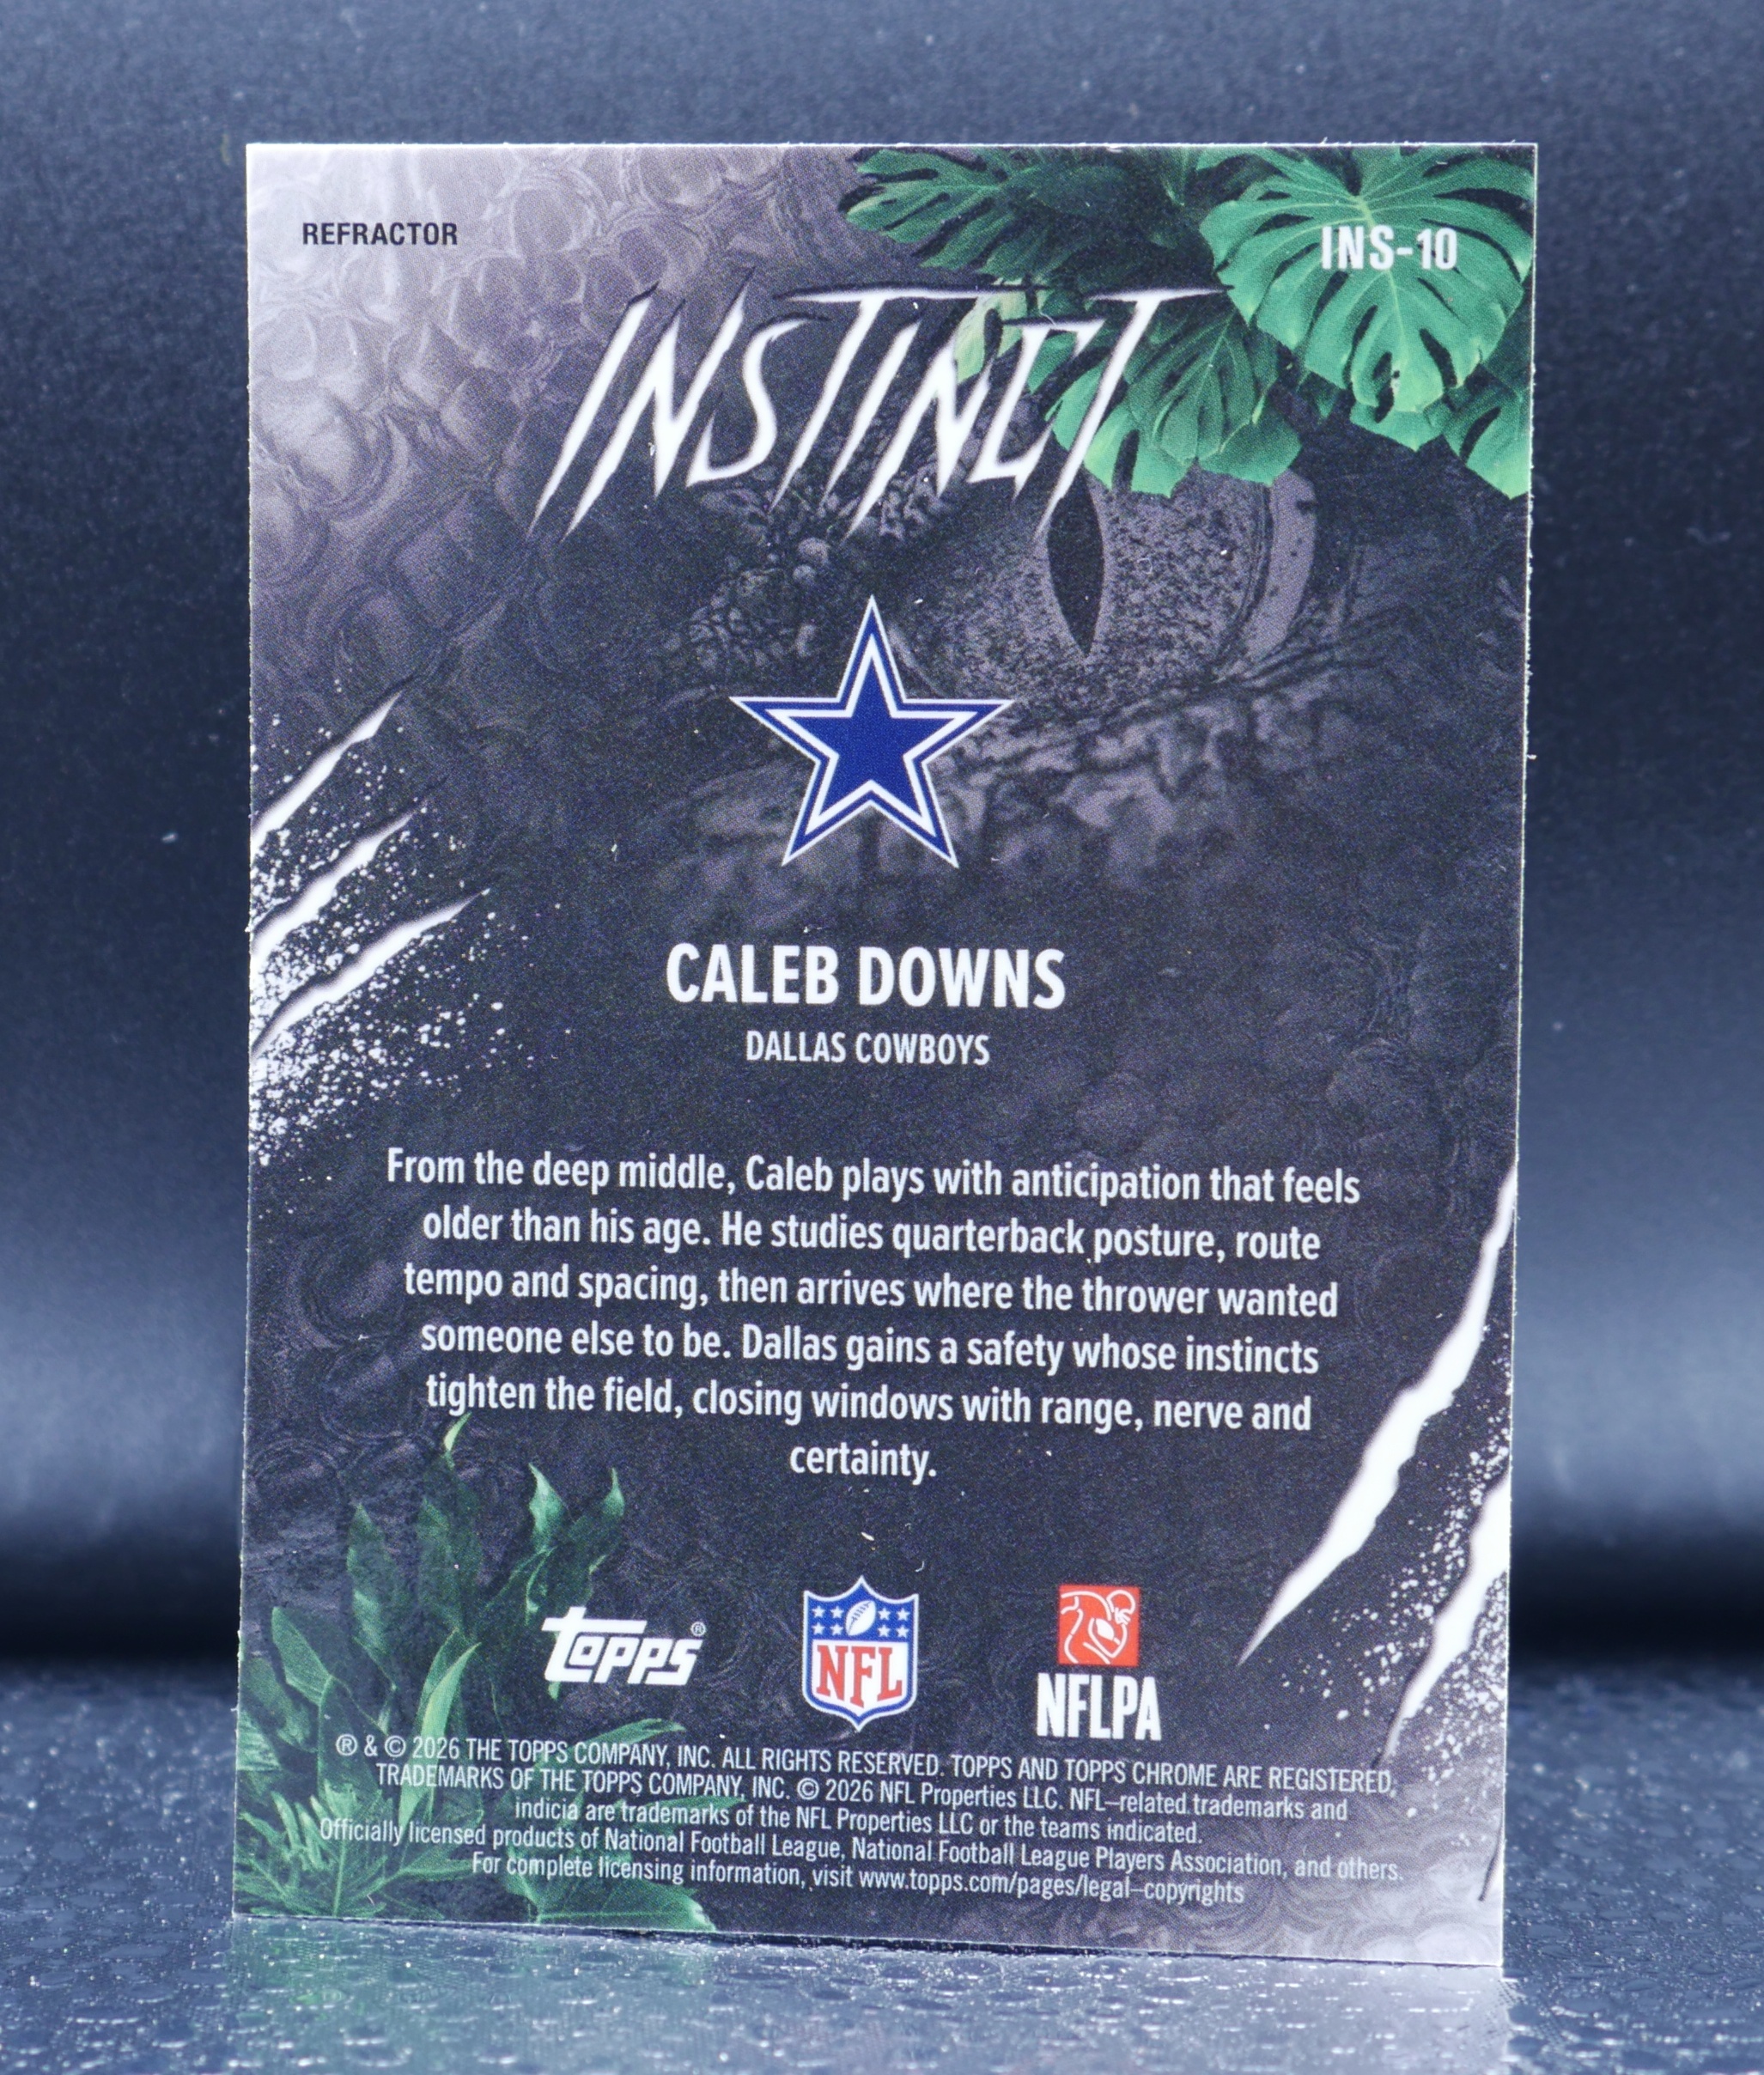 REFRACTOR
INS-10
INSTINCT
CALEB DOWNS
DALLAS COWBOYS
From the deep middle, Caleb plays with anticipation that feels
older than his age. He studies quarterback posture, route
tempo and spacing, then arrives where the thrower wanted
someone else to be. Dallas gains a safety whose instincts
tighten the field, closing windows with range, nerve and
certainty.
topps®
NFL
NFLPA
® & © 2026 THE TOPPS COMPANY, INC. ALL RIGHTS RESERVED. TOPPS AND TOPPS CHROME ARE REGISTERED
TRADEMARKS OF THE TOPPS COMPANY, INC. © 2026 NFL Properties LLC. NFL-related trademarks and
indicia are trademarks of the NFL Properties LLC or the teams indicated.
Officially licensed products of National Football League, National Football League Players Association, and others.
For complete licensing information, visit www.topps.com/pages/legal-copyrights